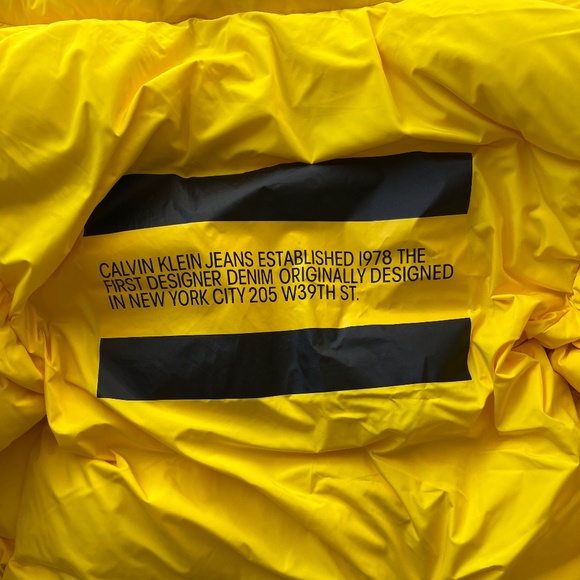 CALVIN KLEIN JEANS ESTABLISHED 1978 THE
FIRST DESIGNER DENIM ORIGINALLY DESIGNED
IN NEW YORK CITY 205 W39TH ST.